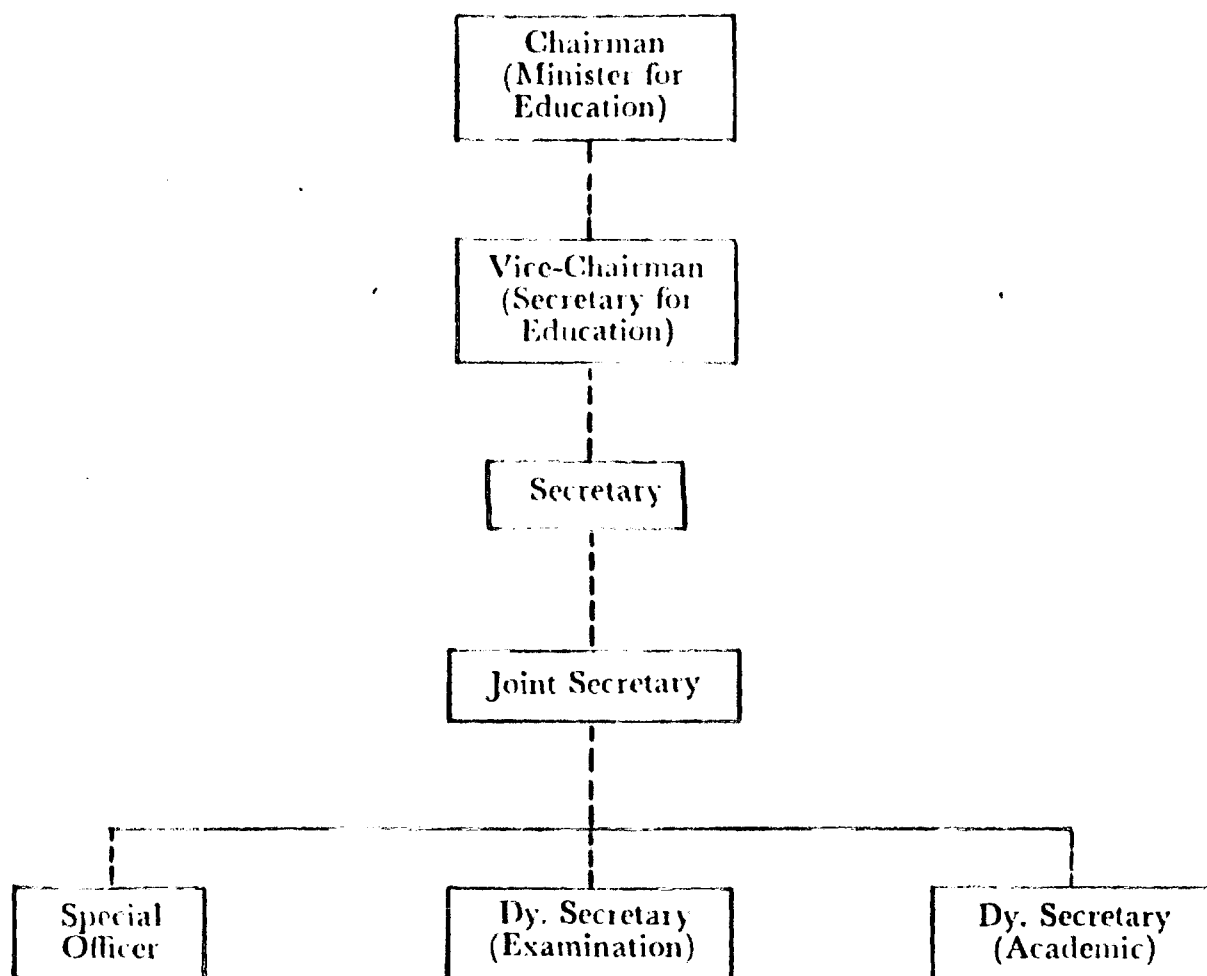 Chairman
(Minister for
Education)
Vice-Chairman
(Secretary for
Education)
Secretary
Joint Secretary
Special
Officer
Dy. Secretary
(Examination)
Dy. Secretary
(Academic)